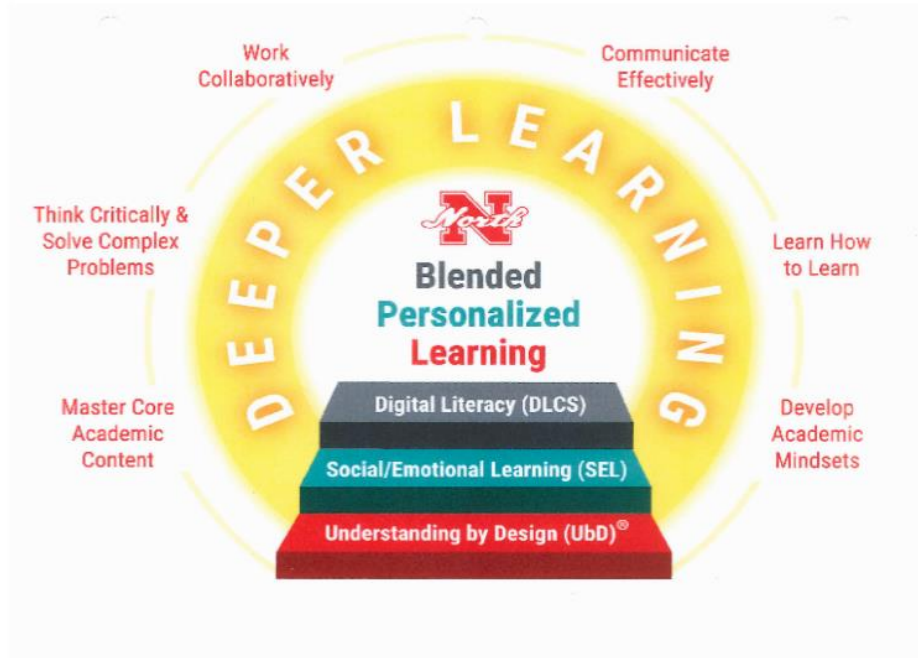 Work
Collaboratively
Communicate
Effectively
DEEPER LEARNING
Think Critically &
Solve Complex
Problems
N
North
Blended
Personalized
Learning
Learn How
to Learn
Master Core
Academic
Content
Digital Literacy (DLCS)
Develop
Academic
Mindsets
Social/Emotional Learning (SEL)
Understanding by Design (UbD)®